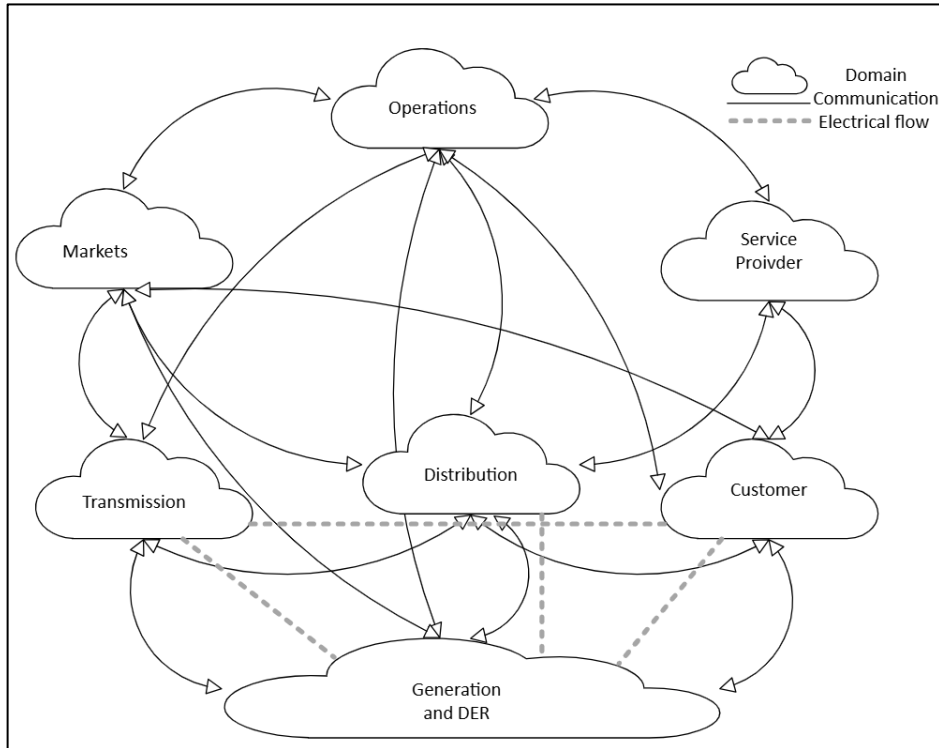 Operations
Domain
Communication
Electrical flow
Markets
Service
Proivder
Transmission
Distribution
Customer
Generation
and DER